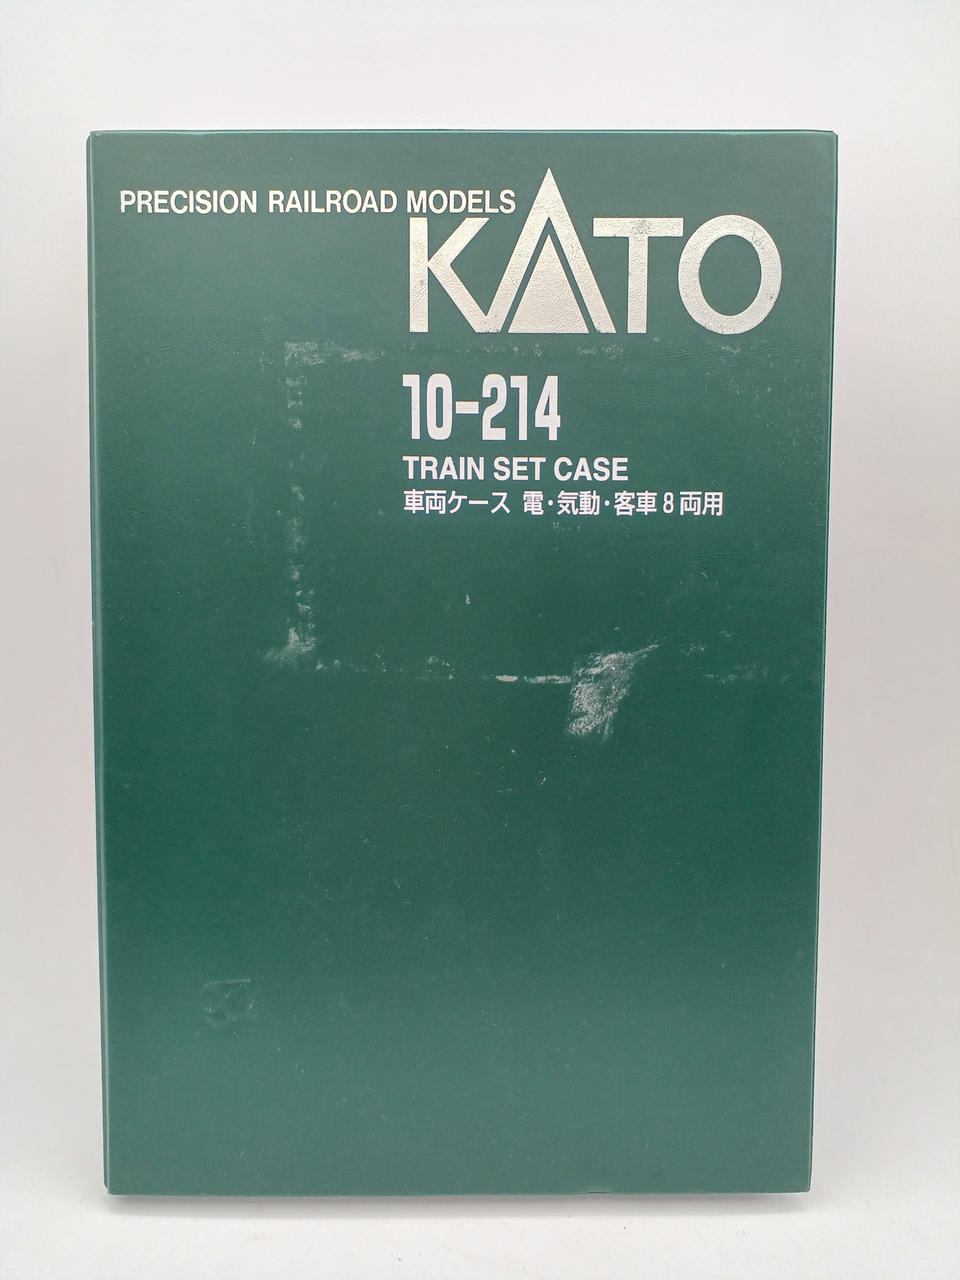 PRECISION RAILROAD MODELS
KATO
10-214
TRAIN SET CASE
車両ケース 電・気動・客車8両用